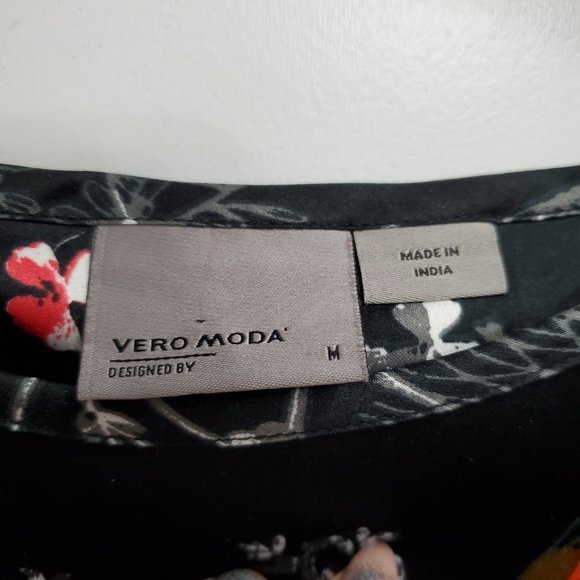 VERO MODA
DESIGNED BY
M
MADE IN
INDIA